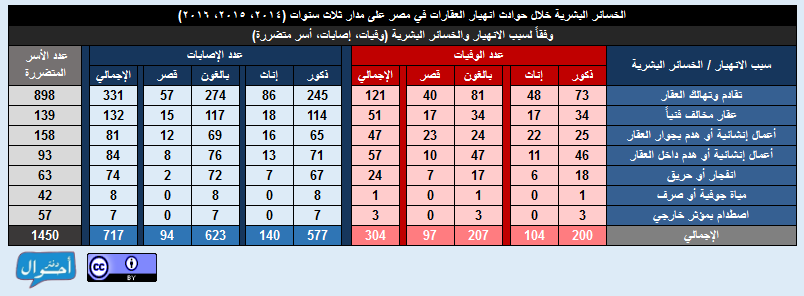 الخسائر البشرية خلال حوادث انهيار العقارات في مصر على مدار ثلاث سنوات (٢٠١٤، ٢٠١٥، ٢٠١٦)
وفقاً لسبب الانهيار والخسائر البشرية (وفيات، إصابات، أسر متضررة)
سبب الانهيار / الخسائر البشرية عدد الوفيات عدد الإصابات عدد الأسر المتضررة
ذكور إناث بالغون قصر الإجمالي ذكور إناث بالغون قصر الإجمالي
تقادم وتهالك العقار 73 48 81 40 121 245 86 274 57 331 898
عقار مخالف فنياً 34 17 34 17 51 114 18 117 15 132 139
أعمال إنشائية أو هدم بجوار العقار 25 22 24 23 47 65 16 69 12 81 158
أعمال إنشائية أو هدم داخل العقار 46 11 47 10 57 71 13 76 8 84 93
انفجار أو حريق 18 6 17 7 24 67 7 72 2 74 63
مياة جوفية أو صرف 1 0 1 0 1 8 0 8 0 8 42
اصطدام بمؤثر خارجي 3 0 3 0 3 7 0 7 0 7 57
الإجمالي 200 104 207 97 304 577 140 623 94 717 1450
دفتر أحوال
cc BY